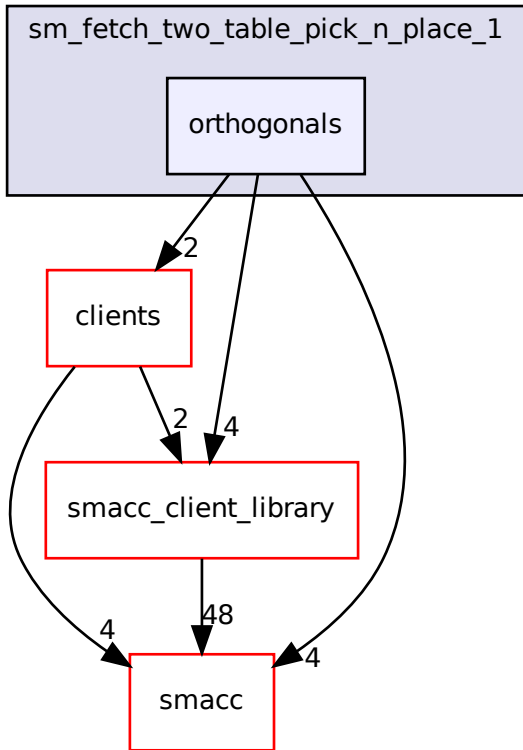 sm_fetch_two_table_pick_n_place_1
orthogonals
2
clients
2
4
smacc_client_library
48
4
4
smacc